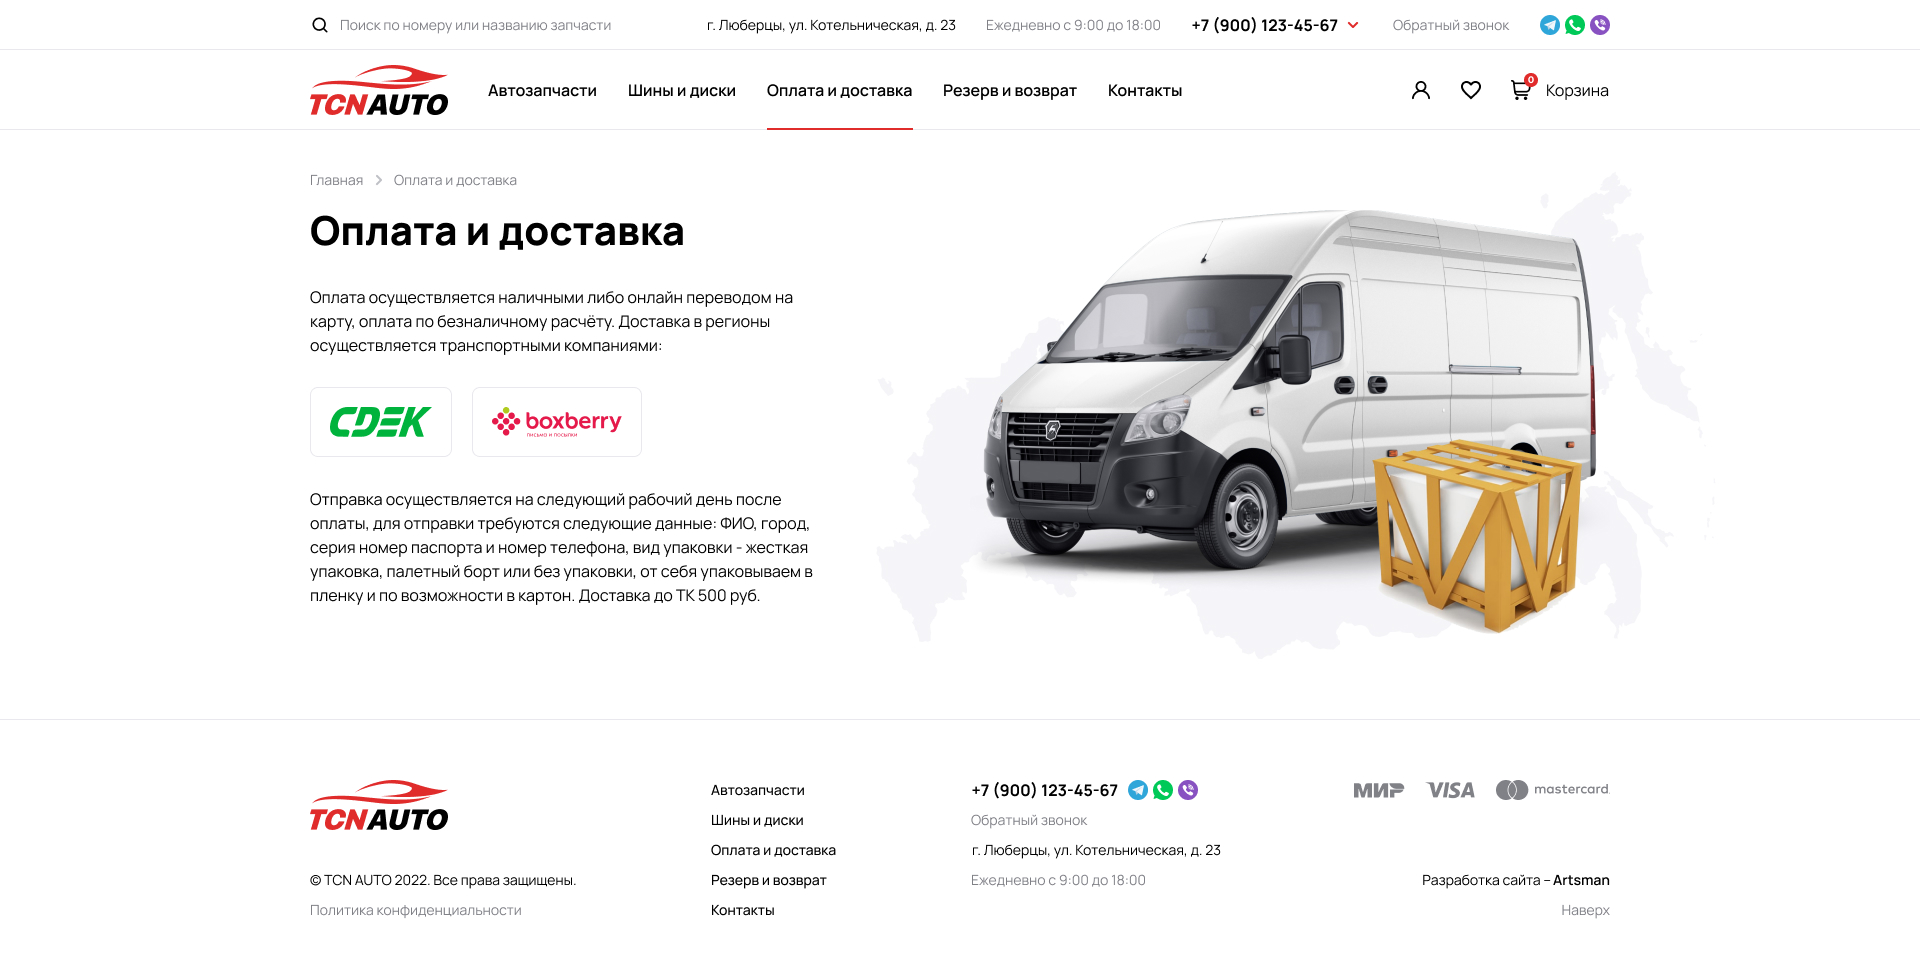 Поиск по номеру или названию запчасти
г. Люберцы, ул. Котельническая, д. 23
Ежедневно с 9:00 до 18:00
+7 (900) 123-45-67
Обратный звонок
TCNAUTO
Автозапчасти
Шины и диски
Оплата и доставка
Резерв и возврат
Контакты
0
Корзина
Главная
Оплата и доставка
Оплата и доставка
Оплата осуществляется наличными либо онлайн переводом на
карту, оплата по безналичному расчёту. Доставка в регионы
осуществляется транспортными компаниями:
CDEK
boxberry
письма и посылки
Отправка осуществляется на следующий рабочий день после
оплаты, для отправки требуются следующие данные: ФИО, город,
серия номер паспорта и номер телефона, вид упаковки - жесткая
упаковка, палетный борт или без упаковки, от себя упаковываем в
пленку и по возможности в картон. Доставка до ТК 500 руб.
TCNAUTO
© TCN AUTO 2022. Все права защищены.
Политика конфиденциальности
Автозапчасти
Шины и диски
Оплата и доставка
Резерв и возврат
Контакты
+7 (900) 123-45-67
Обратный звонок
г. Люберцы, ул. Котельническая, д. 23
Ежедневно с 9:00 до 18:00
МИР
VISA
mastercard.
Разработка сайта – Artsman
Наверх